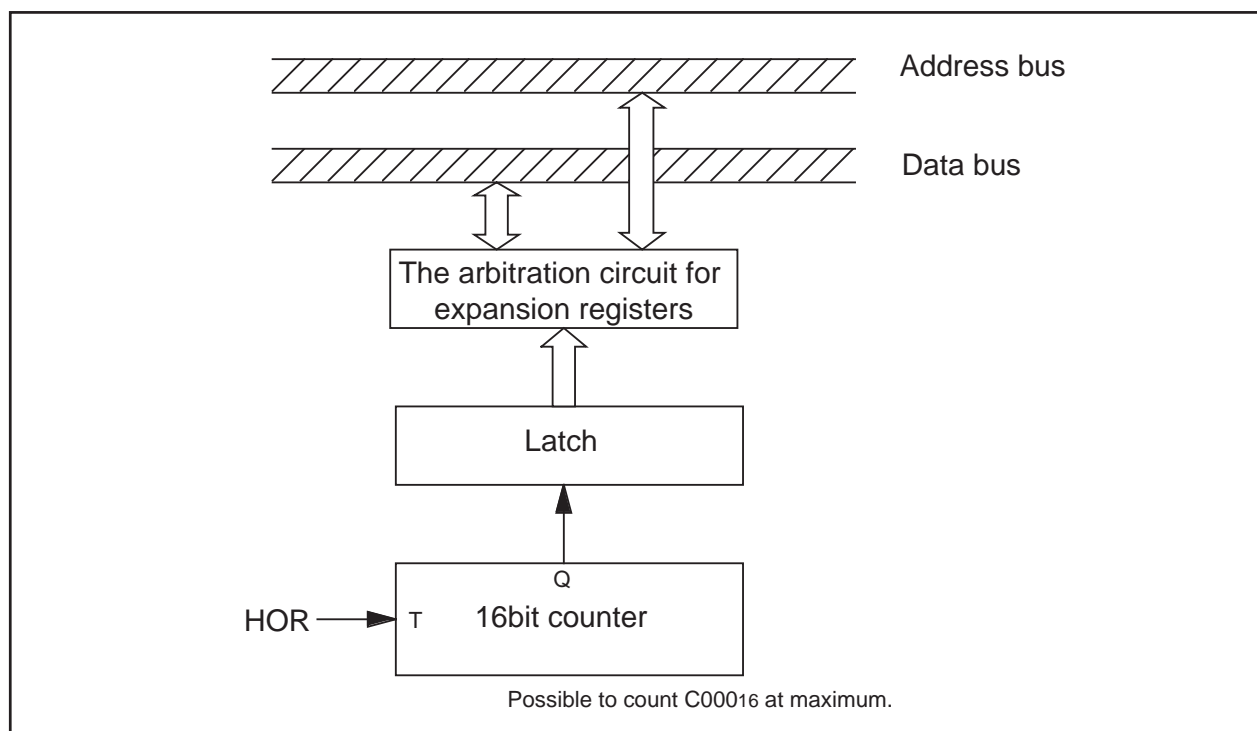 Address bus
Data bus
The arbitration circuit for
expansion registers
Latch
Q
HOR
T
16bit counter
Possible to count C00016 at maximum.